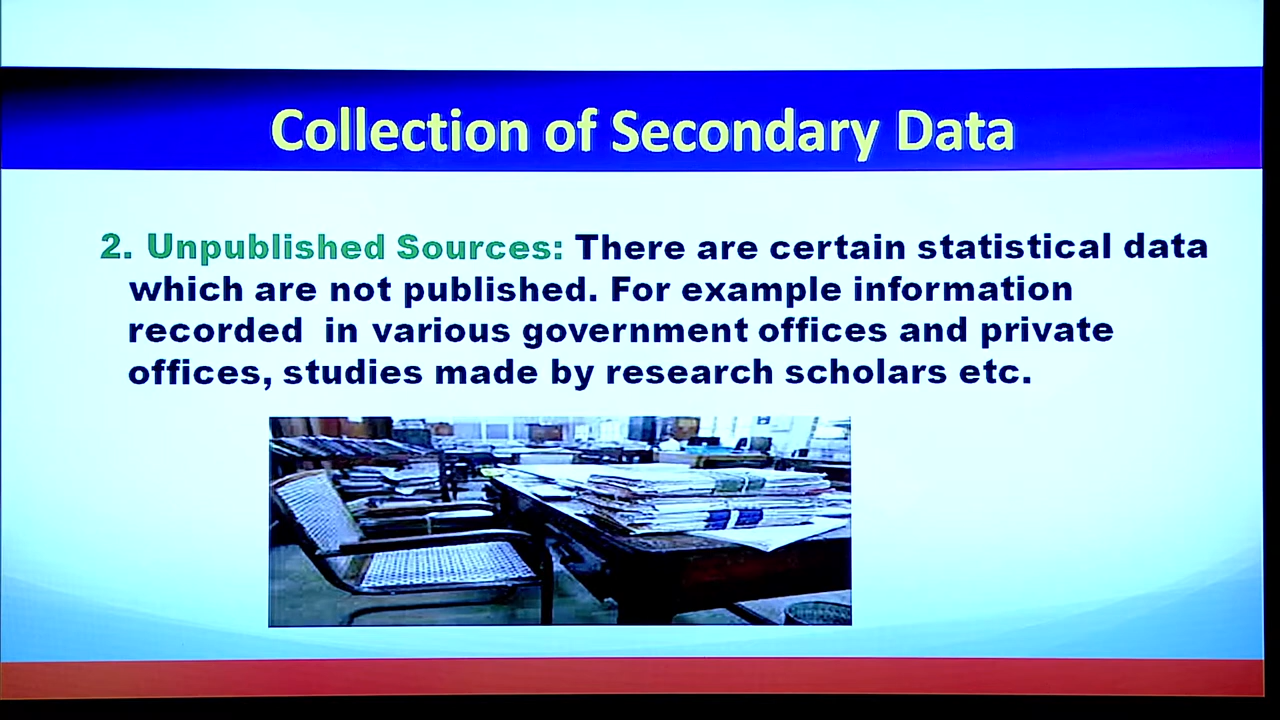 Collection of Secondary Data
2. Unpublished Sources: There are certain statistical data
which are not published. For example information
recorded in various government offices and private
offices, studies made by research scholars etc.